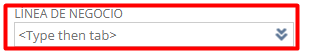 LINEA DE NEGOCIO
<Type then tab>